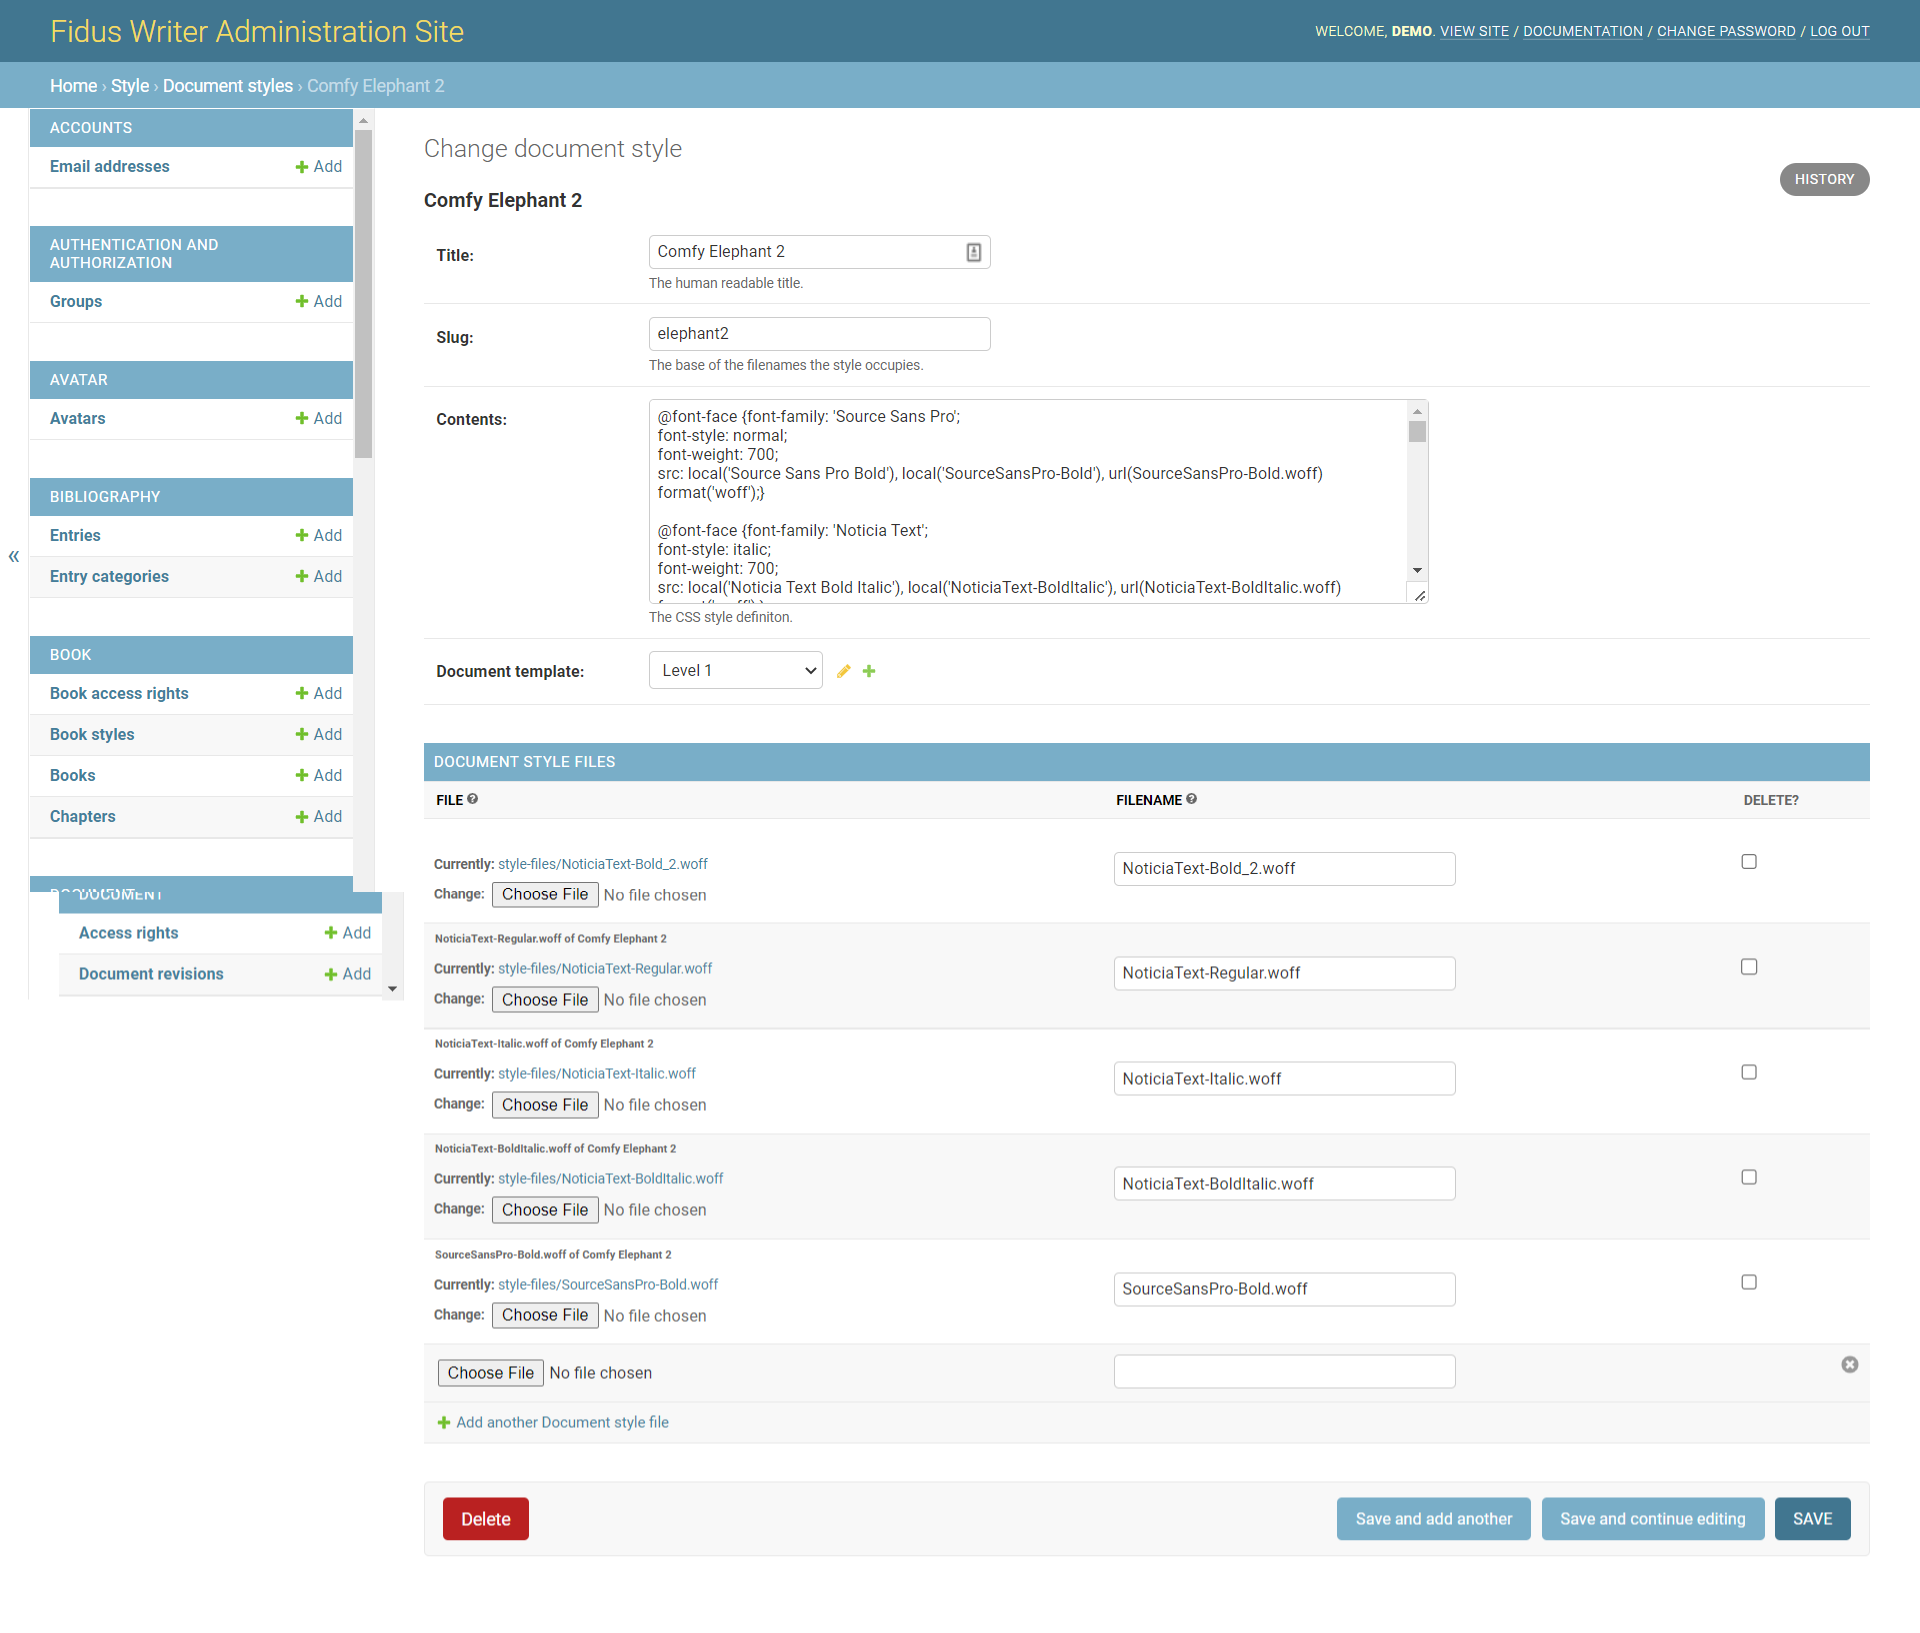 Fidus Writer Administration Site
WELCOME, DEMO. VIEW SITE / DOCUMENTATION / CHANGE PASSWORD / LOG OUT
Home › Style › Document styles › Comfy Elephant 2
ACCOUNTS
Email addresses Add
AUTHENTICATION AND
AUTHORIZATION
Groups Add
AVATAR
Avatars Add
BIBLIOGRAPHY
Entries Add
Entry categories Add
BOOK
Book access rights Add
Book styles Add
Books Add
Chapters Add
DOCUMENT
Access rights Add
Document revisions Add
«
Change document style
HISTORY
Comfy Elephant 2
Title: Comfy Elephant 2
The human readable title.
Slug: elephant2
The base of the filenames the style occupies.
Contents:
@font-face {font-family: 'Source Sans Pro';
font-style: normal;
font-weight: 700;
src: local('Source Sans Pro Bold'), local('SourceSansPro-Bold'), url(SourceSansPro-Bold.woff)
format('woff');}
@font-face {font-family: 'Noticia Text';
font-style: italic;
font-weight: 700;
src: local('Noticia Text Bold Italic'), local('NoticiaText-BoldItalic'), url(NoticiaText-BoldItalic.woff)
The CSS style definiton.
Document template: Level 1
DOCUMENT STYLE FILES
FILE FILENAME DELETE?
Currently: style-files/NoticiaText-Bold_2.woff NoticiaText-Bold_2.woff
Change: Choose File No file chosen
NoticiaText-Regular.woff of Comfy Elephant 2
Currently: style-files/NoticiaText-Regular.woff NoticiaText-Regular.woff
Change: Choose File No file chosen
NoticiaText-Italic.woff of Comfy Elephant 2
Currently: style-files/NoticiaText-Italic.woff NoticiaText-Italic.woff
Change: Choose File No file chosen
NoticiaText-BoldItalic.woff of Comfy Elephant 2
Currently: style-files/NoticiaText-BoldItalic.woff NoticiaText-BoldItalic.woff
Change: Choose File No file chosen
SourceSansPro-Bold.woff of Comfy Elephant 2
Currently: style-files/SourceSansPro-Bold.woff SourceSansPro-Bold.woff
Change: Choose File No file chosen
Choose File No file chosen
Add another Document style file
Delete Save and add another Save and continue editing SAVE